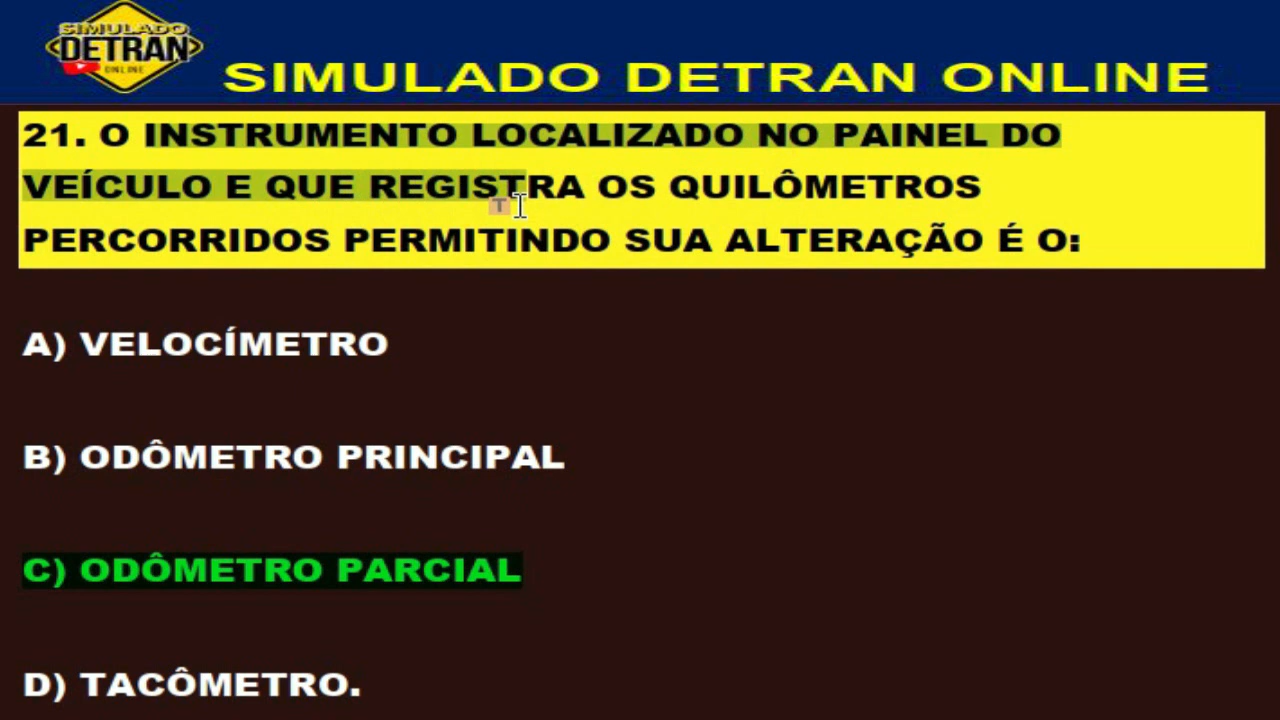 SIMULADO
DETRAN
ONLINE
SIMULADO DETRAN ONLINE
21. O INSTRUMENTO LOCALIZADO NO PAINEL DO
VEÍCULO E QUE REGISTRA OS QUILÔMETROS
PERCORRIDOS PERMITINDO SUA ALTERAÇÃO É O:
T
A) VELOCÍMETRO
B) ODÔMETRO PRINCIPAL
C) ODÔMETRO PARCIAL
D) TACÔMETRO.